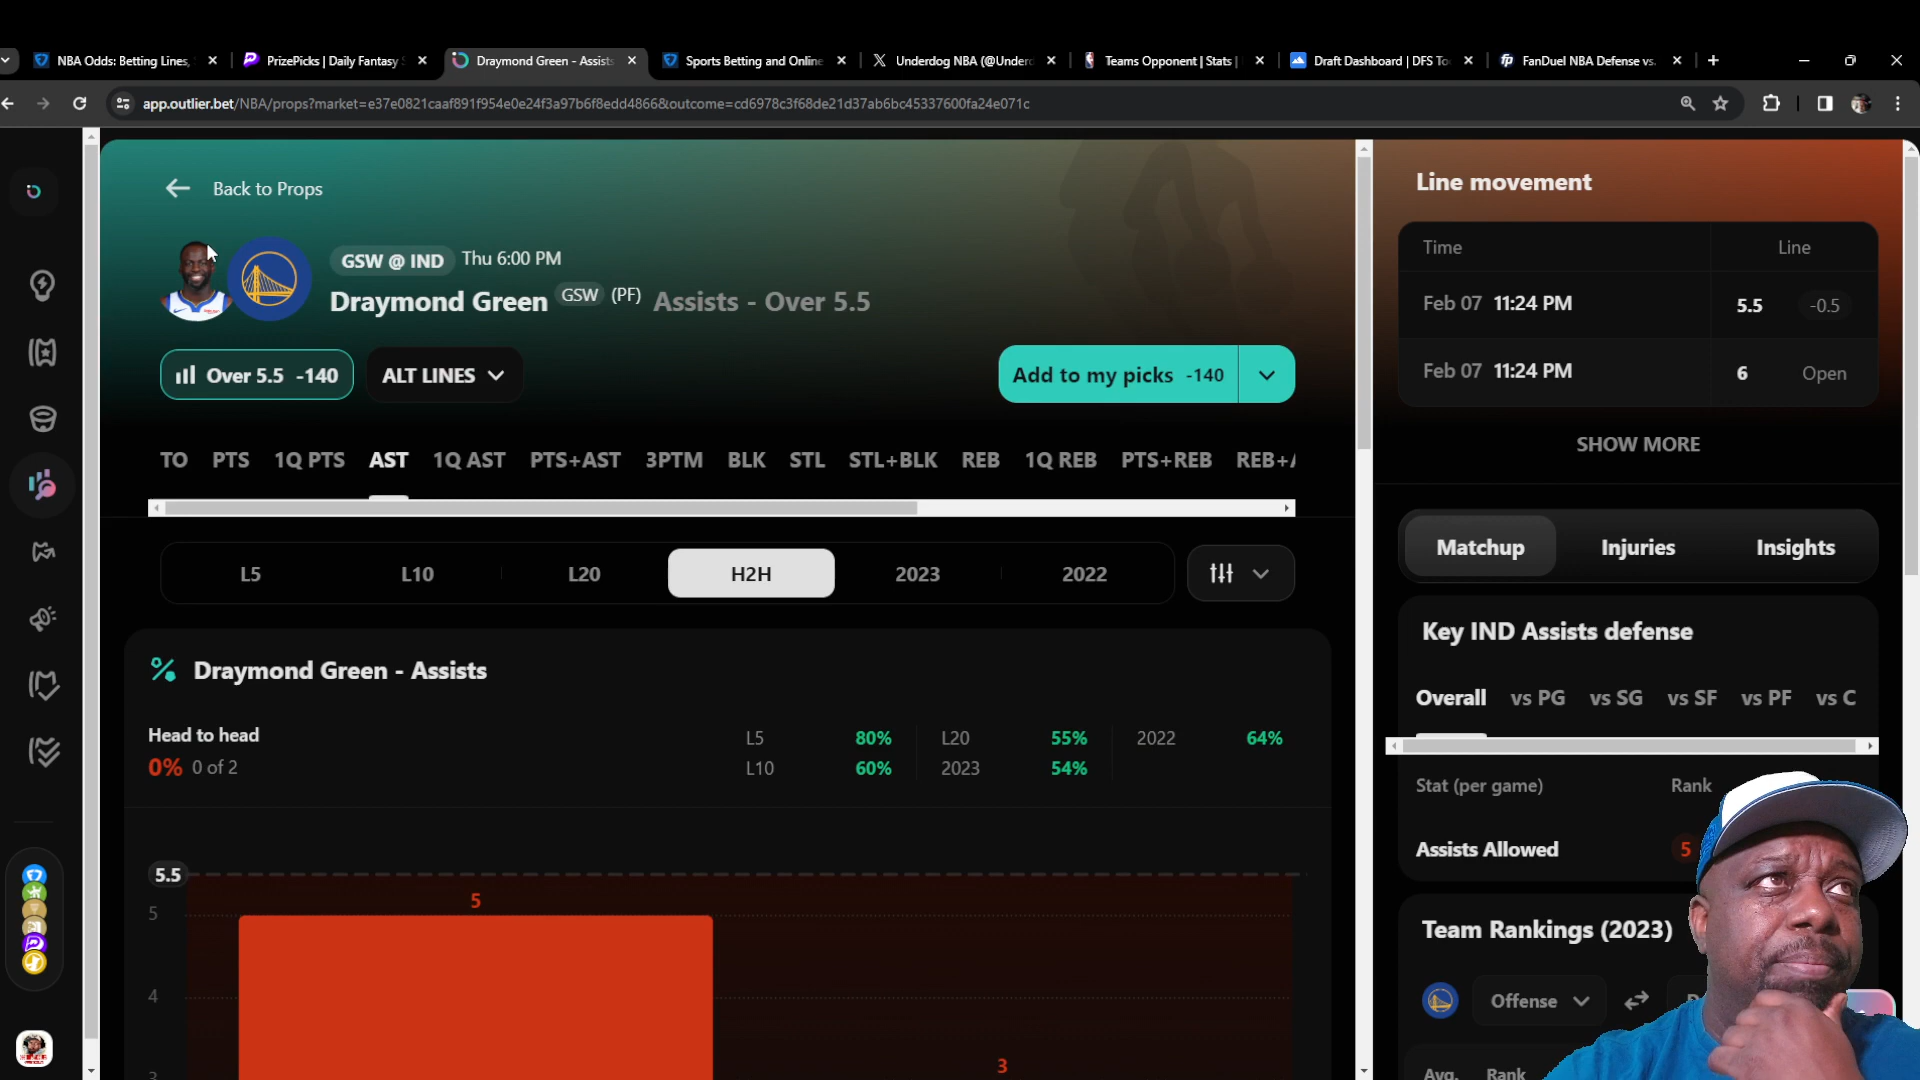 NBA Odds: Betting Lines,
PrizePicks | Daily Fantasy S
Draymond Green - Assists
Sports Betting and Online
Underdog NBA (@Underd
Teams Opponent | Stats |
Draft Dashboard | DFS To
FanDuel NBA Defense vs.
app.outlier.bet/NBA/props?market=e37e0821caaf891f954e0e24f3a97b6f8edd4866&outcome=cd6978c3f68de21d37ab6bc45337600fa24e071c
Back to Props
GSW @ IND Thu 6:00 PM
Draymond Green GSW (PF) Assists - Over 5.5
Over 5.5 -140
ALT LINES
Add to my picks -140
TO PTS 1Q PTS AST 1Q AST PTS+AST 3PTM BLK STL STL+BLK REB 1Q REB PTS+REB REB+A
L5 L10 L20 H2H 2023 2022
Draymond Green - Assists
Head to head
0% 0 of 2
L5 80% L20 55% 2022 64%
L10 60% 2023 54%
5.5
5
5
4
3
3
Line movement
Time Line
Feb 07 11:24 PM 5.5 -0.5
Feb 07 11:24 PM 6 Open
SHOW MORE
Matchup Injuries Insights
Key IND Assists defense
Overall vs PG vs SG vs SF vs PF vs C
Stat (per game) Rank
Assists Allowed 5
Team Rankings (2023)
Offense
Avg. Rank